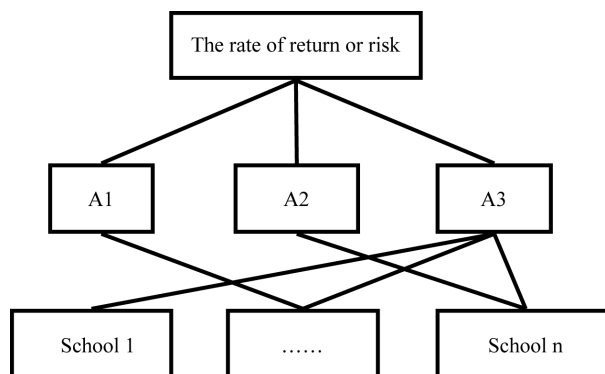 The rate of return or risk
A1
A2
A3
School 1
......
School n